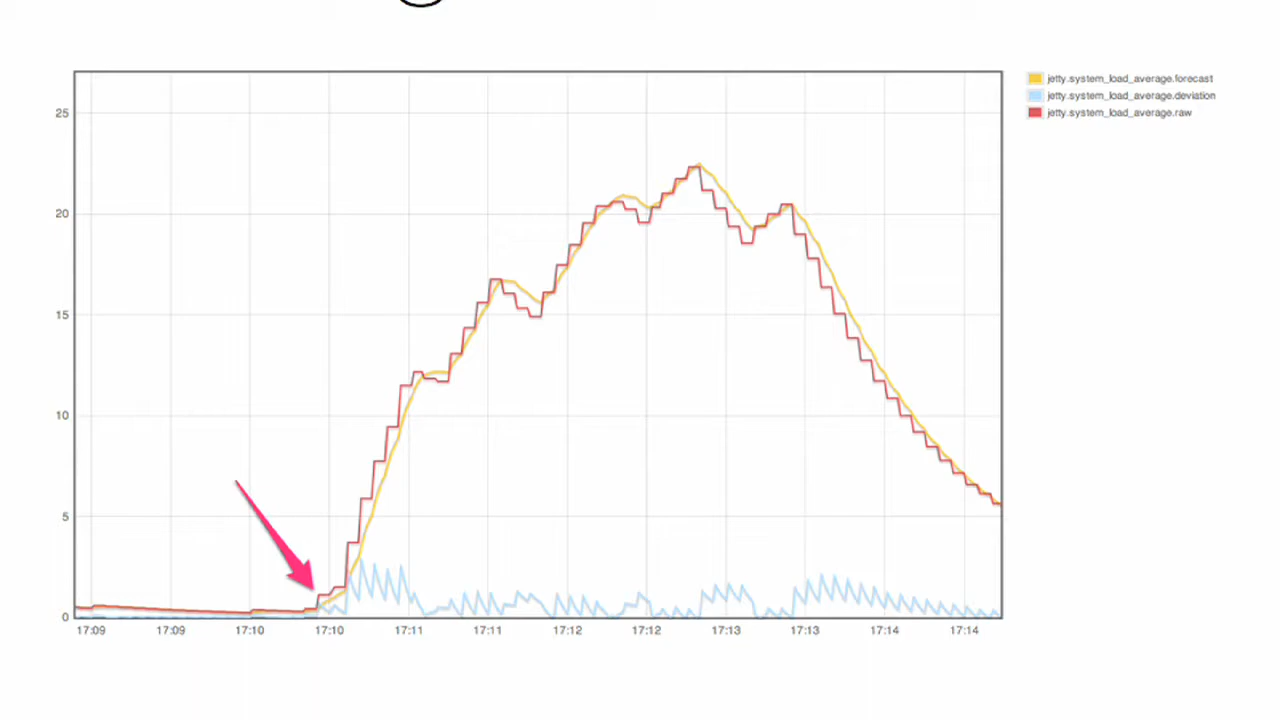 jetty.system_load_average.forecast
jetty.system_load_average.deviation
jetty.system_load_average.raw
25
20
15
10
5
0
17:09 17:09 17:10 17:10 17:11 17:11 17:12 17:12 17:13 17:13 17:14 17:14